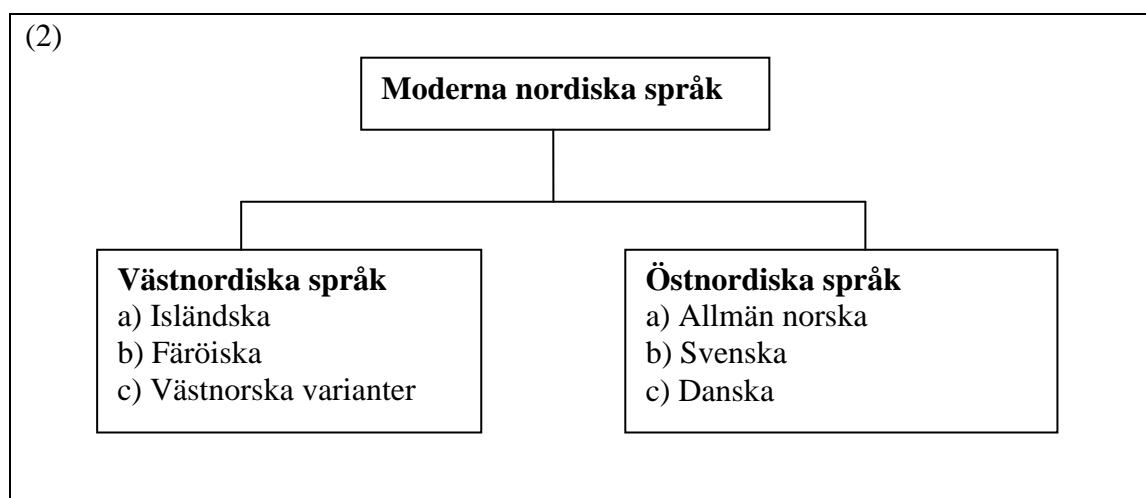 (2)
Moderna nordiska språk
Västnordiska språk
a) Isländska
b) Färöiska
c) Västnorska varianter
Östnordiska språk
a) Allmän norska
b) Svenska
c) Danska